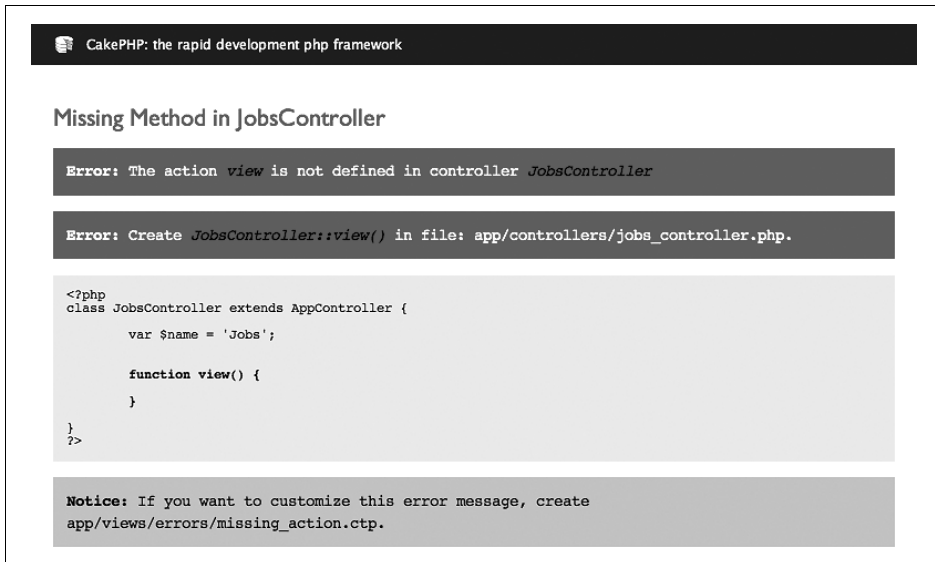 CakePHP: the rapid development php framework
Missing Method in JobsController
Error: The action view is not defined in controller JobsController
Error: Create JobsController::view() in file: app/controllers/jobs_controller.php.
<?php
class JobsController extends AppController {
var $name = 'Jobs';
function view() {
}
}
?>
Notice: If you want to customize this error message, create
app/views/errors/missing_action.ctp.